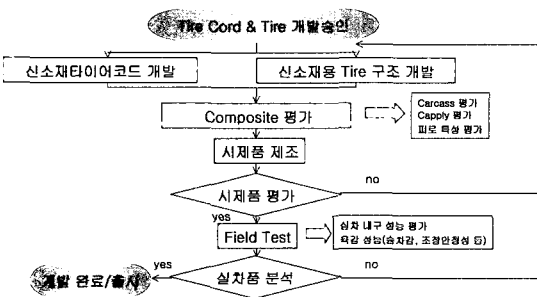 Tire Cord & Tire 개발승인
신소재타이어코드 개발
신소재용 Tire 구조 개발
Composite 평가
Carcass 평가
Capply 평가
피로 특성 평가
시제품 제조
시제품 평가
no
yes
Field Test
실차 내구 성능 평가
육감 성능(승차감, 조정안정성 등)
개발 완료/출시
yes
실차품 분석
no